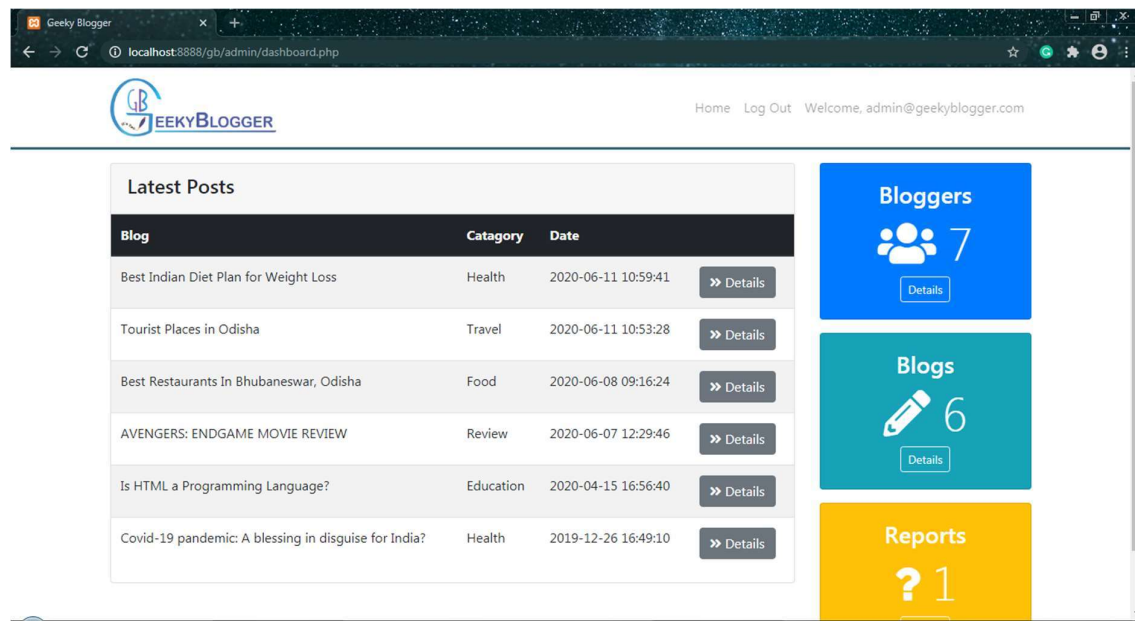 Geeky Blogger
localhost:8888/gb/admin/dashboard.php
GB
GEEKYBLOGGER
Home Log Out Welcome, admin@geekyblogger.com
Latest Posts
Blog Catagory Date
Best Indian Diet Plan for Weight Loss Health 2020-06-11 10:59:41 Details
Tourist Places in Odisha Travel 2020-06-11 10:53:28 Details
Best Restaurants In Bhubaneswar, Odisha Food 2020-06-08 09:16:24 Details
AVENGERS: ENDGAME MOVIE REVIEW Review 2020-06-07 12:29:46 Details
Is HTML a Programming Language? Education 2020-04-15 16:56:40 Details
Covid-19 pandemic: A blessing in disguise for India? Health 2019-12-26 16:49:10 Details
Bloggers
7
Details
Blogs
6
Details
Reports
? 1